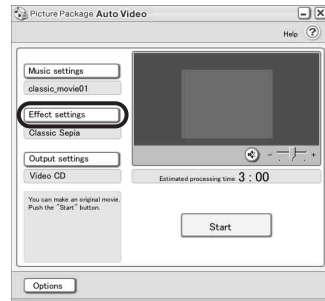 Picture Package Auto Video
Help ?
Music settings
classic_movie01
Effect settings
Classic Sepia
Output settings
Video CD
Estimated processing time 3 : 00
You can make an original movie.
Push the "Start" button.
Start
Options